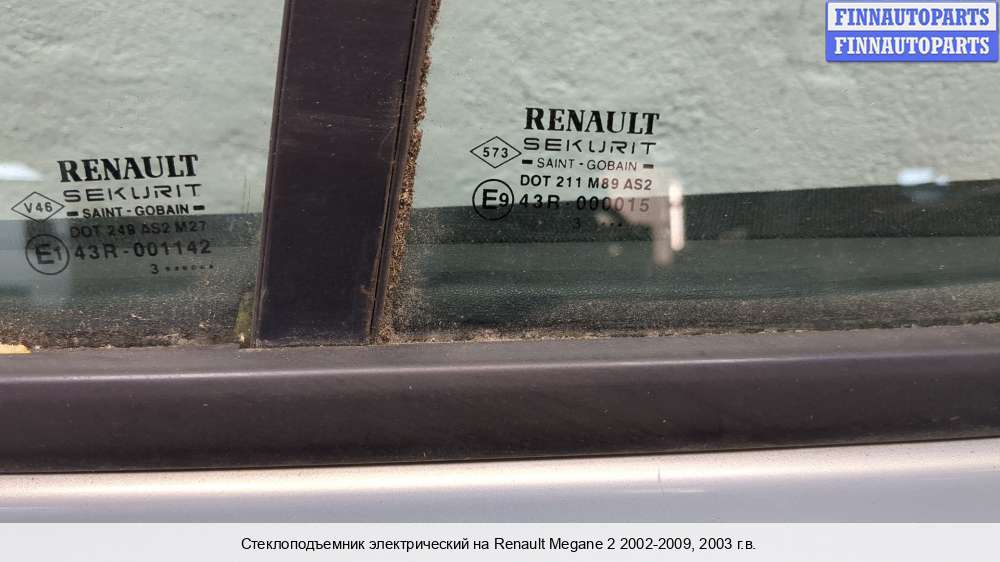 FINNAUTOPARTS
FINNAUTOPARTS
RENAULT
SEKURIT
SAINT - GOBAIN
V46
DOT 249 AS2 M27
E1 43R - 001142
3 ······
RENAULT
SEKURIT
SAINT - GOBAIN
573
DOT 211 M89 AS2
E9 43R - 000015
3
Стеклоподъемник электрический на Renault Megane 2 2002-2009, 2003 г.в.